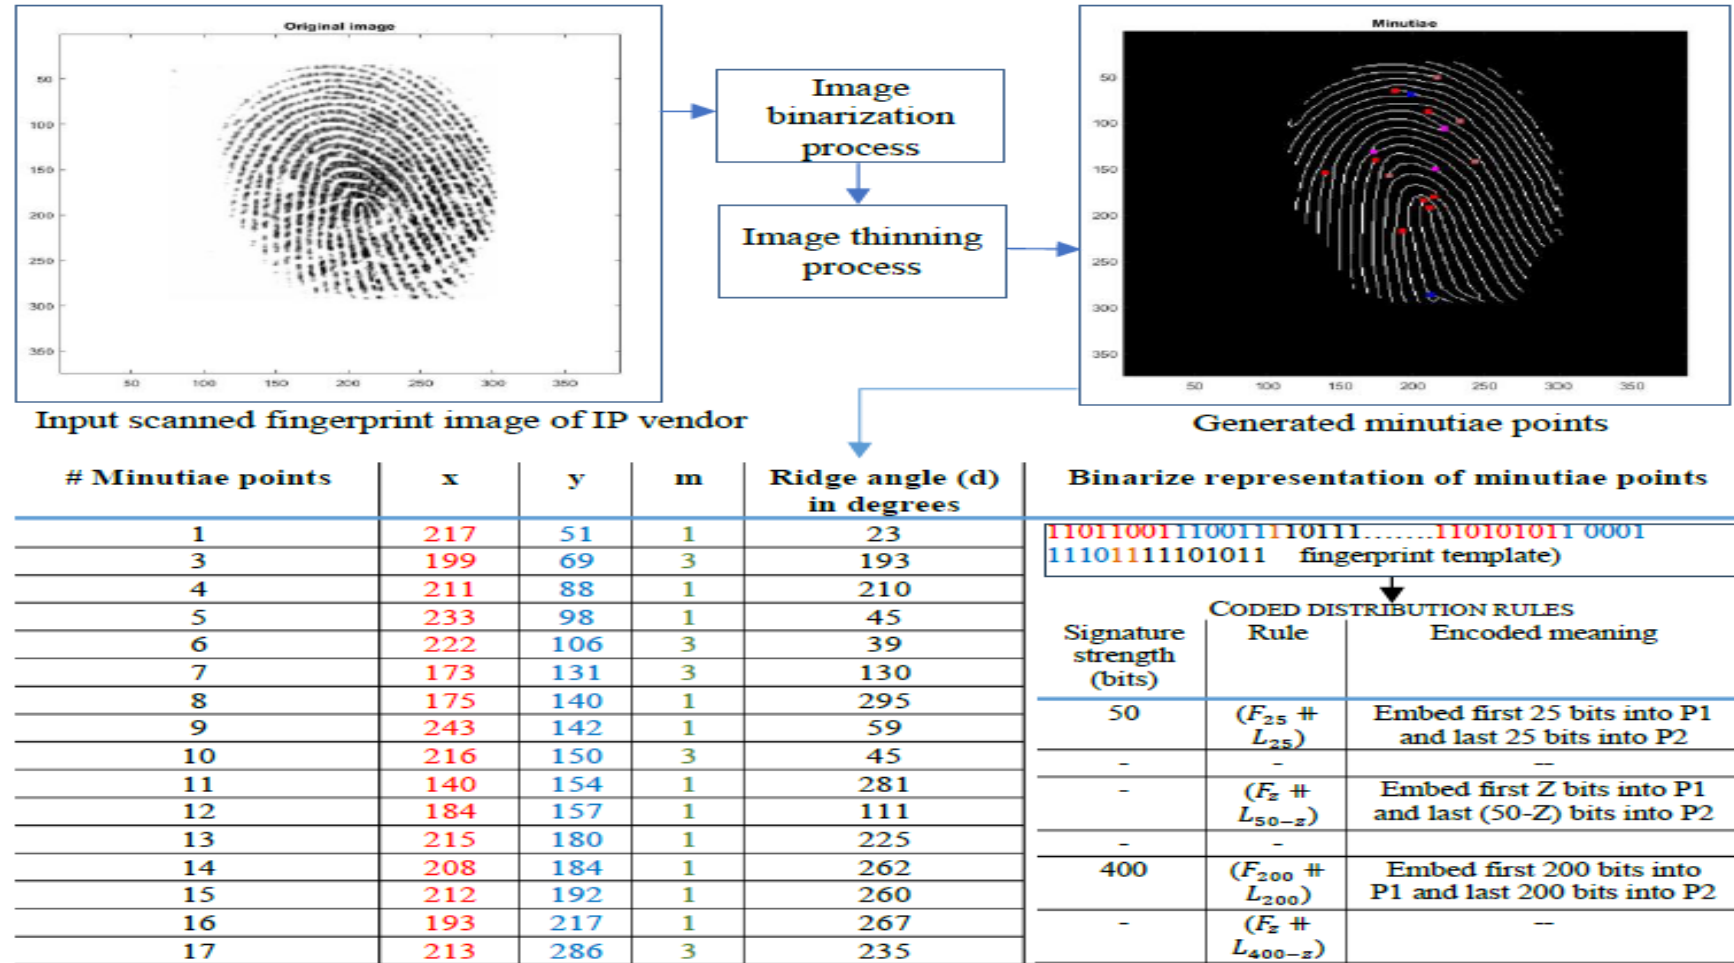 Original image
50
100
150
200
250
300
350
50 100 150 200 250 300 350
Input scanned fingerprint image of IP vendor
Image
binarization
process
Image thinning
process
Minutiae
50
100
150
200
250
300
350
50 100 150 200 250 300 350
Generated minutiae points
# Minutiae points x y m Ridge angle (d)
in degrees
1 217 51 1 23
3 199 69 3 193
4 211 88 1 210
5 233 98 1 45
6 222 106 3 39
7 173 131 3 130
8 175 140 1 295
9 243 142 1 59
10 216 150 3 45
11 140 154 1 281
12 184 157 1 111
13 215 180 1 225
14 208 184 1 262
15 212 192 1 260
16 193 217 1 267
17 213 286 3 235
Binarize representation of minutiae points
110110011100111110111.......110101011 0001
11101111101011 fingerprint template)
CODED DISTRIBUTION RULES
Signature
strength
(bits)
Rule
Encoded meaning
50 (F25 ⧺
L25)
Embed first 25 bits into P1
and last 25 bits into P2
- - --
- (Fz ⧺
L50−z)
Embed first Z bits into P1
and last (50-Z) bits into P2
- -
400 (F200 ⧺
L200)
Embed first 200 bits into
P1 and last 200 bits into P2
- (Fz ⧺
L400−z)
--